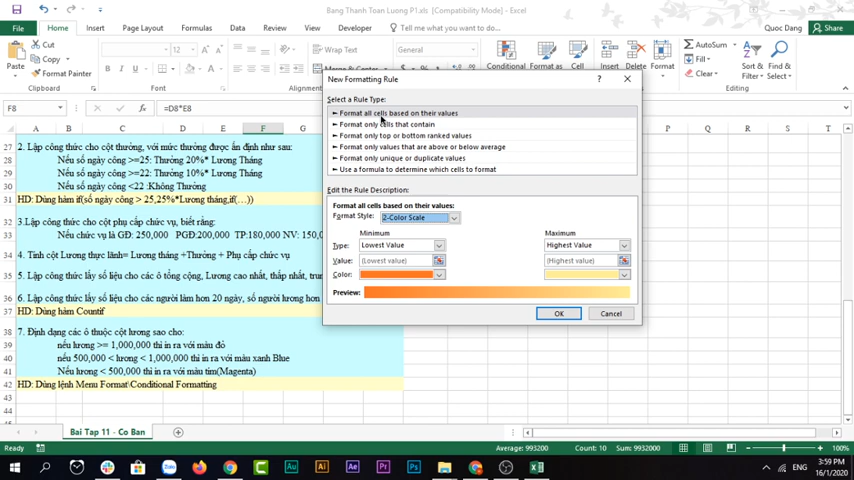 Bang Thanh Toan Luong P1.xls [Compatibility Mode] - Excel
Quoc Dang
Share
File
Home
Insert
Page Layout
Formulas
Data
Review
View
Developer
Tell me what you want to do
Cut
Copy
Format Painter
Paste
Wrap Text
General
Conditional
Format as
Cell
Insert
Delete
Format
AutoSum
Fill
Clear
Sort &
Filter
Find &
Select
F8
=D8*E8
A B C D E F G O P Q R S T
27 2. Lập công thức cho cột thưởng, với mức thưởng được ấn định như sau:
28 Nếu số ngày công >=25: Thưởng 20%* Lương Tháng
29 Nếu số ngày công >=22: Thưởng 10%* Lương Tháng
30 Nếu số ngày công <22 :Không Thưởng
31 HD: Dùng hàm if(số ngày công > 25,25%*Lương tháng,if(…))
32 3.Lập công thức cho cột phụ cấp chức vụ, biết rằng:
33 Nếu chức vụ là GĐ: 250,000 PGĐ:200,000 TP:180,000 NV: 150,0
34 4. Tính cột Lương thực lãnh= Lương tháng +Thưởng + Phụ cấp chức vụ
35 5. Lập công thức lấy số liệu cho các ô tổng cộng, Lương cao nhất, thấp nhất, trun
36 6. Lập công thức lấy số liệu cho các người làm hơn 20 ngày, số người lương hơn
37 HD: Dùng hàm Countif
38 7. Định dạng các ô thuộc cột lương sao cho:
39 nếu lương >= 1,000,000 thì in ra với màu đỏ
40 nếu 500,000 < lương < 1,000,000 thì in ra với màu xanh Blue
41 Nếu lương < 500,000 thì in ra với màu tím(Magenta)
42 HD: Dùng lệnh Menu Format\Conditional Formatting
43
44
New Formatting Rule
Select a Rule Type:
Format all cells based on their values
Format only cells that contain
Format only top or bottom ranked values
Format only values that are above or below average
Format only unique or duplicate values
Use a formula to determine which cells to format
Edit the Rule Description:
Format all cells based on their values:
Format Style: 2-Color Scale
Minimum Maximum
Type: Lowest Value Highest Value
Value: (Lowest value) (Highest value)
Color:
Preview:
OK Cancel
Bai Tap 11 - Co Ban
Ready
Average: 993200 Count: 10 Sum: 9932000
100%
ENG
3:59 PM
16/1/2020